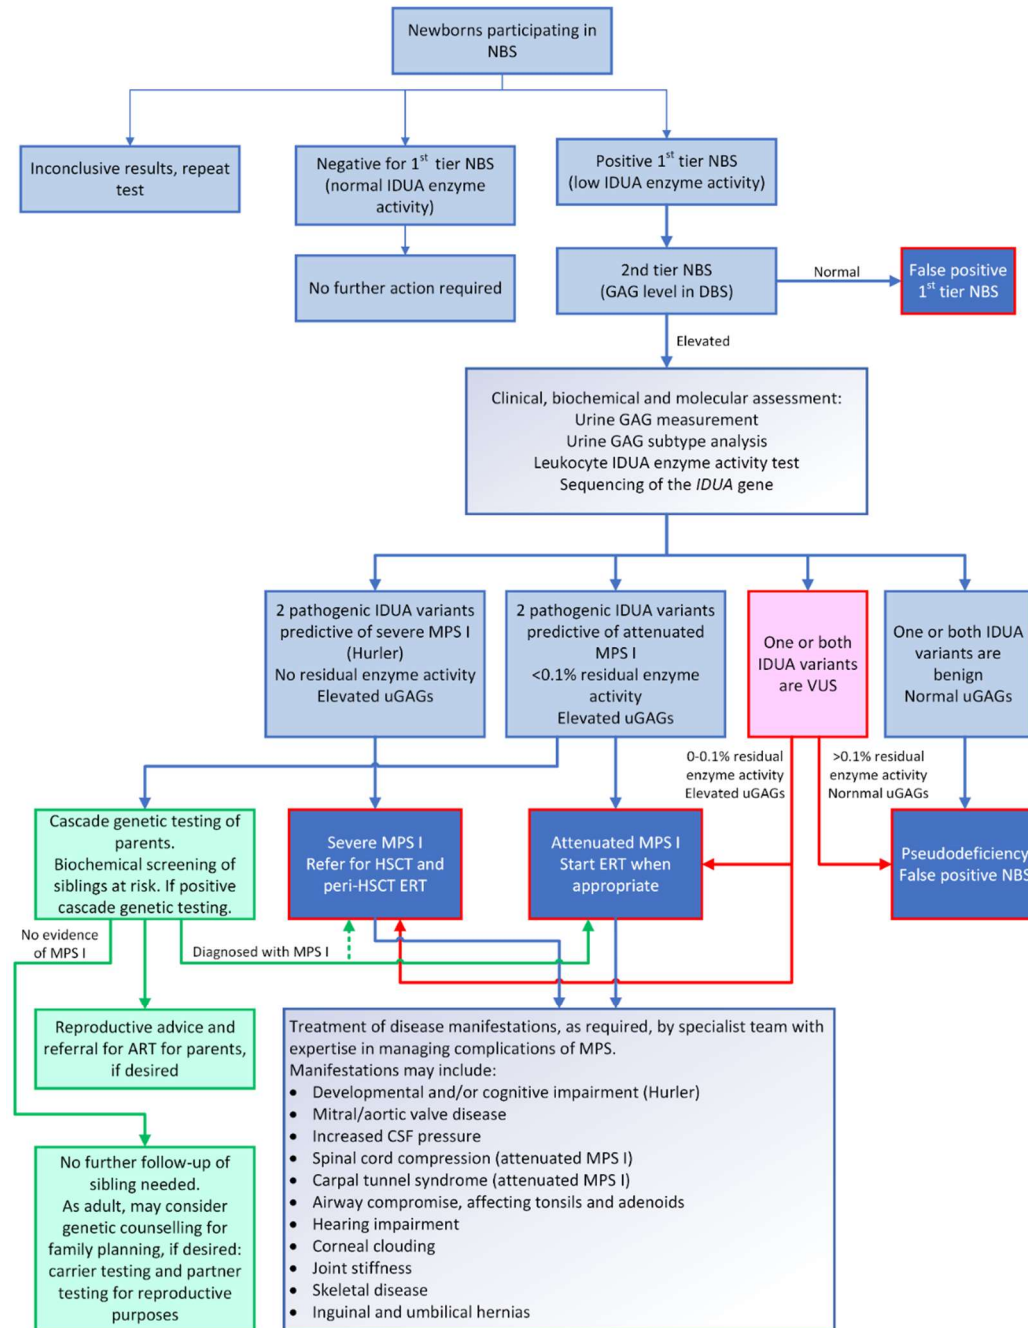 Newborns participating in
NBS
Inconclusive results, repeat
test
Negative for 1st tier NBS
(normal IDUA enzyme
activity)
Positive 1st tier NBS
(low IDUA enzyme activity)
No further action required
2nd tier NBS
(GAG level in DBS)
Normal
False positive
1st tier NBS
Elevated
Clinical, biochemical and molecular assessment:
Urine GAG measurement
Urine GAG subtype analysis
Leukocyte IDUA enzyme activity test
Sequencing of the IDUA gene
2 pathogenic IDUA variants
predictive of severe MPS I
(Hurler)
No residual enzyme activity
Elevated uGAGs
2 pathogenic IDUA variants
predictive of attenuated
MPS I
<0.1% residual enzyme
activity
Elevated uGAGs
One or both
IDUA variants
are VUS
One or both IDUA
variants are
benign
Normal uGAGs
0-0.1% residual
enzyme activity
Elevated uGAGs
>0.1% residual
enzyme activity
Nornmal uGAGs
Cascade genetic testing of
parents.
Biochemical screening of
siblings at risk. If positive
cascade genetic testing.
Severe MPS I
Refer for HSCT and
peri-HSCT ERT
Attenuated MPS I
Start ERT when
appropriate
Pseudodeficiency
False positive NBS
No evidence
of MPS I
Diagnosed with MPS I
Reproductive advice and
referral for ART for parents,
if desired
No further follow-up of
sibling needed.
As adult, may consider
genetic counselling for
family planning, if desired:
carrier testing and partner
testing for reproductive
purposes
Treatment of disease manifestations, as required, by specialist team with
expertise in managing complications of MPS.
Manifestations may include:
• Developmental and/or cognitive impairment (Hurler)
• Mitral/aortic valve disease
• Increased CSF pressure
• Spinal cord compression (attenuated MPS I)
• Carpal tunnel syndrome (attenuated MPS I)
• Airway compromise, affecting tonsils and adenoids
• Hearing impairment
• Corneal clouding
• Joint stiffness
• Skeletal disease
• Inguinal and umbilical hernias